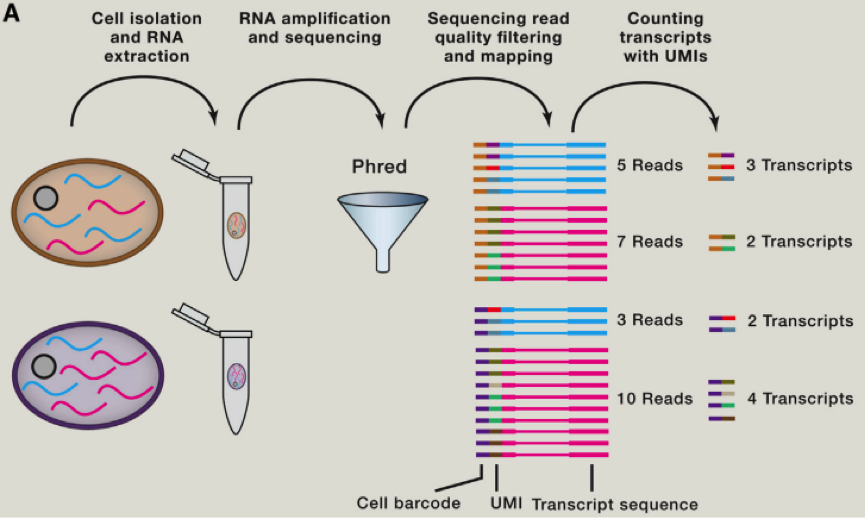 A
Cell isolation
and RNA
extraction
RNA amplification
and sequencing
Sequencing read
quality filtering
and mapping
Counting
transcripts
with UMIs
Phred
5 Reads
3 Transcripts
7 Reads
2 Transcripts
3 Reads
2 Transcripts
10 Reads
4 Transcripts
Cell barcode
UMI
Transcript sequence